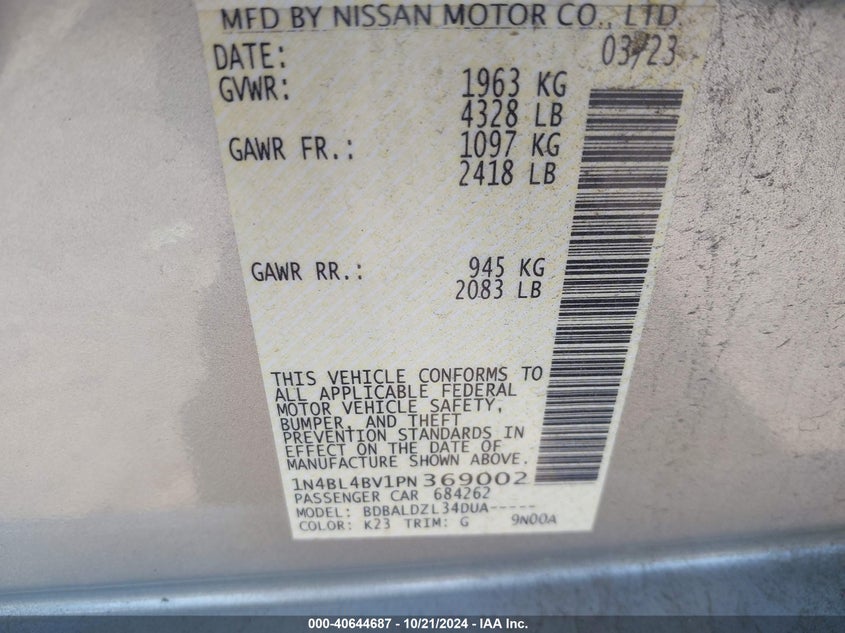 MFD BY NISSAN MOTOR CO., LTD.
DATE: 03/23
GVWR: 1963 KG
4328 LB
GAWR FR.: 1097 KG
2418 LB
GAWR RR.: 945 KG
2083 LB
THIS VEHICLE CONFORMS TO
ALL APPLICABLE FEDERAL
MOTOR VEHICLE SAFETY,
BUMPER, AND THEFT
PREVENTION STANDARDS IN
EFFECT ON THE DATE OF
MANUFACTURE SHOWN ABOVE.
1N4BL4BV1PN369002
PASSENGER CAR 684262
MODEL: BDBALDZL34DUA-----
COLOR: K23 TRIM: G 9N00A
000-40644687 - 10/21/2024 - IAA Inc.